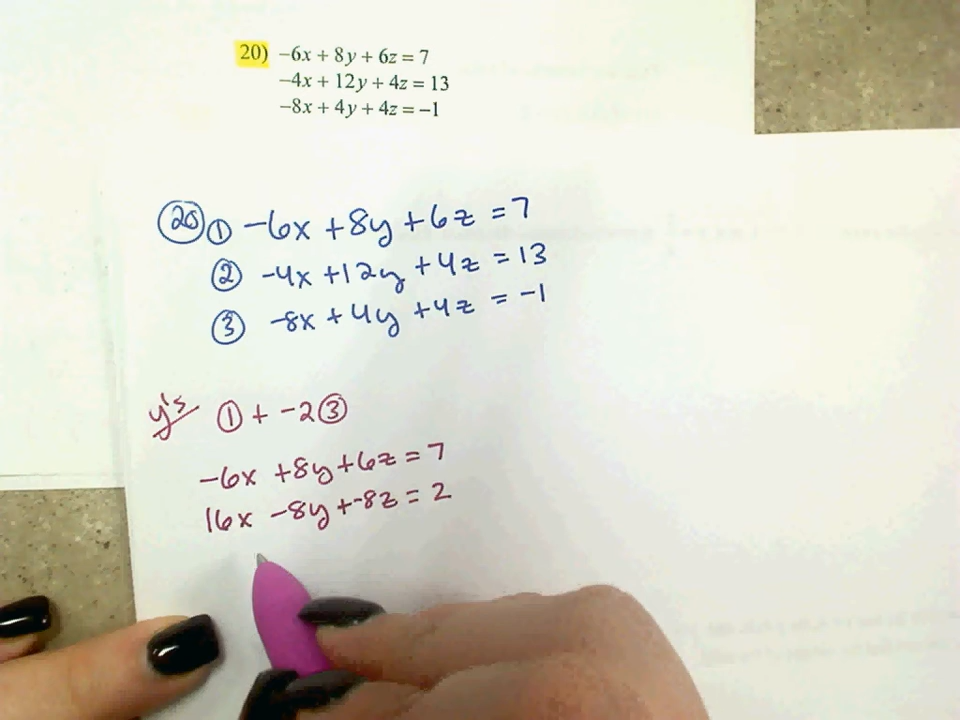 20) −6x + 8y + 6z = 7
−4x + 12y + 4z = 13
−8x + 4y + 4z = −1
⑳ ① -6x + 8y + 6z = 7
② -4x + 12y + 4z = 13
③ -8x + 4y + 4z = -1
y's ① + -2③
-6x + 8y + 6z = 7
16x - 8y + -8z = 2